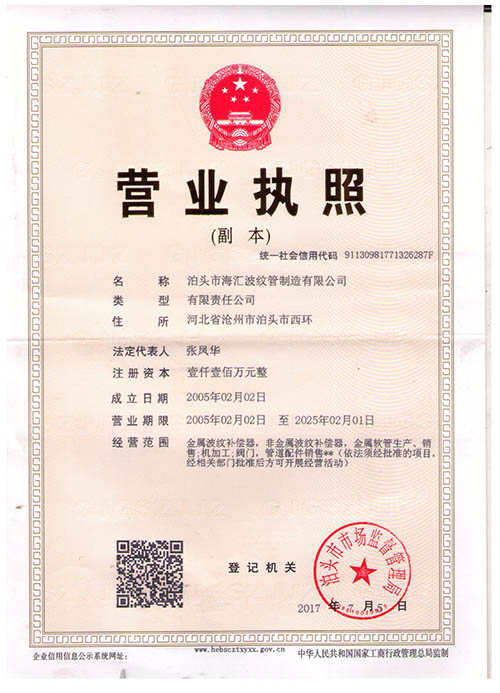 营业执照
(副 本)
统一社会信用代码 91130981771326287F
名 称 泊头市海汇波纹管制造有限公司
类 型 有限责任公司
住 所 河北省沧州市泊头市西环
法定代表人 张凤华
注册资本 壹仟壹佰万元整
成立日期 2005年02月02日
营业期限 2005年02月02日 至 2025年02月01日
经营范围 金属波纹补偿器，非金属波纹补偿器，金属软管生产、销
售;机加工;阀门，管道配件销售**（依法须经批准的项目，
经相关部门批准后方可开展经营活动）
泊头市市场监督管理局
登记机关
2017 年 7 月 5 日
企业信用信息公示系统网址： www.hebscztxyxx.gov.cn 中华人民共和国国家工商行政管理总局监制